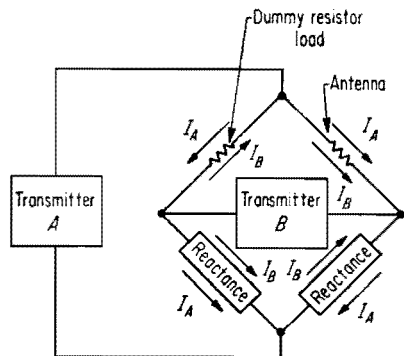 Dummy resistor
load
Antenna
I_A
I_B
I_A
I_B
Transmitter
A
Transmitter
B
Reactance
I_B
I_A
Reactance
I_B
I_A